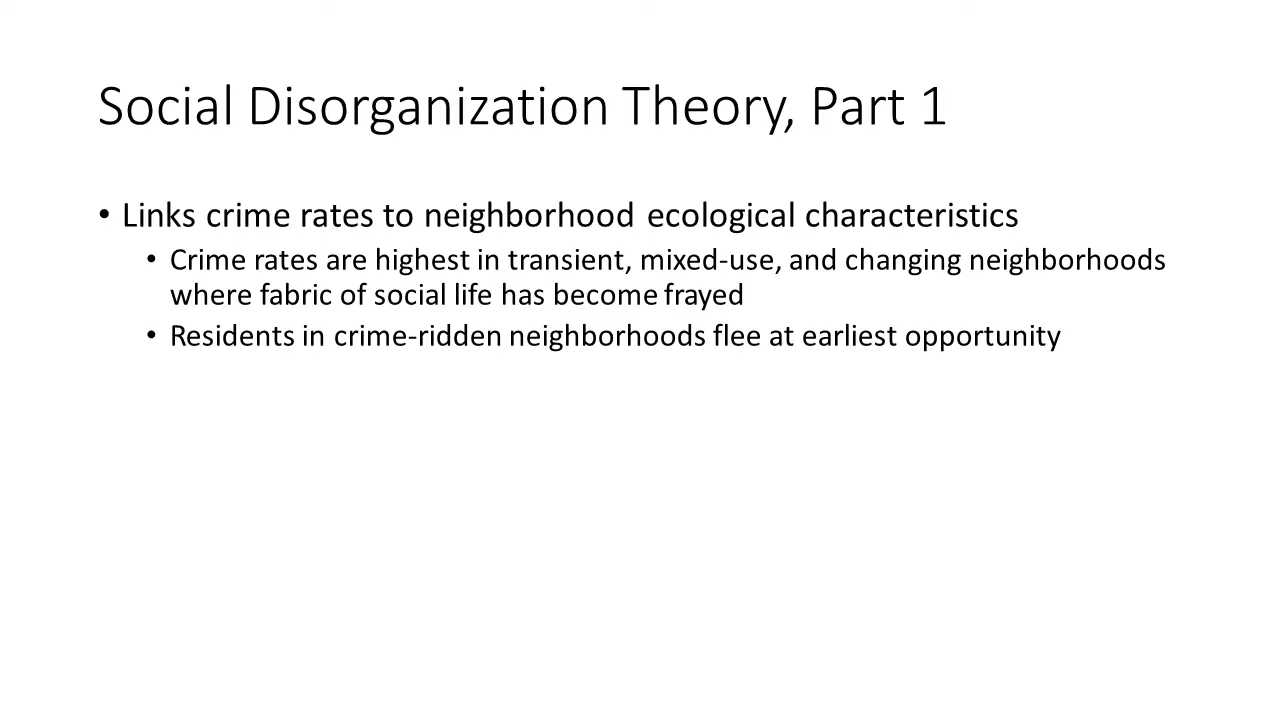 Social Disorganization Theory, Part 1
• Links crime rates to neighborhood ecological characteristics
• Crime rates are highest in transient, mixed-use, and changing neighborhoods
where fabric of social life has become frayed
• Residents in crime-ridden neighborhoods flee at earliest opportunity